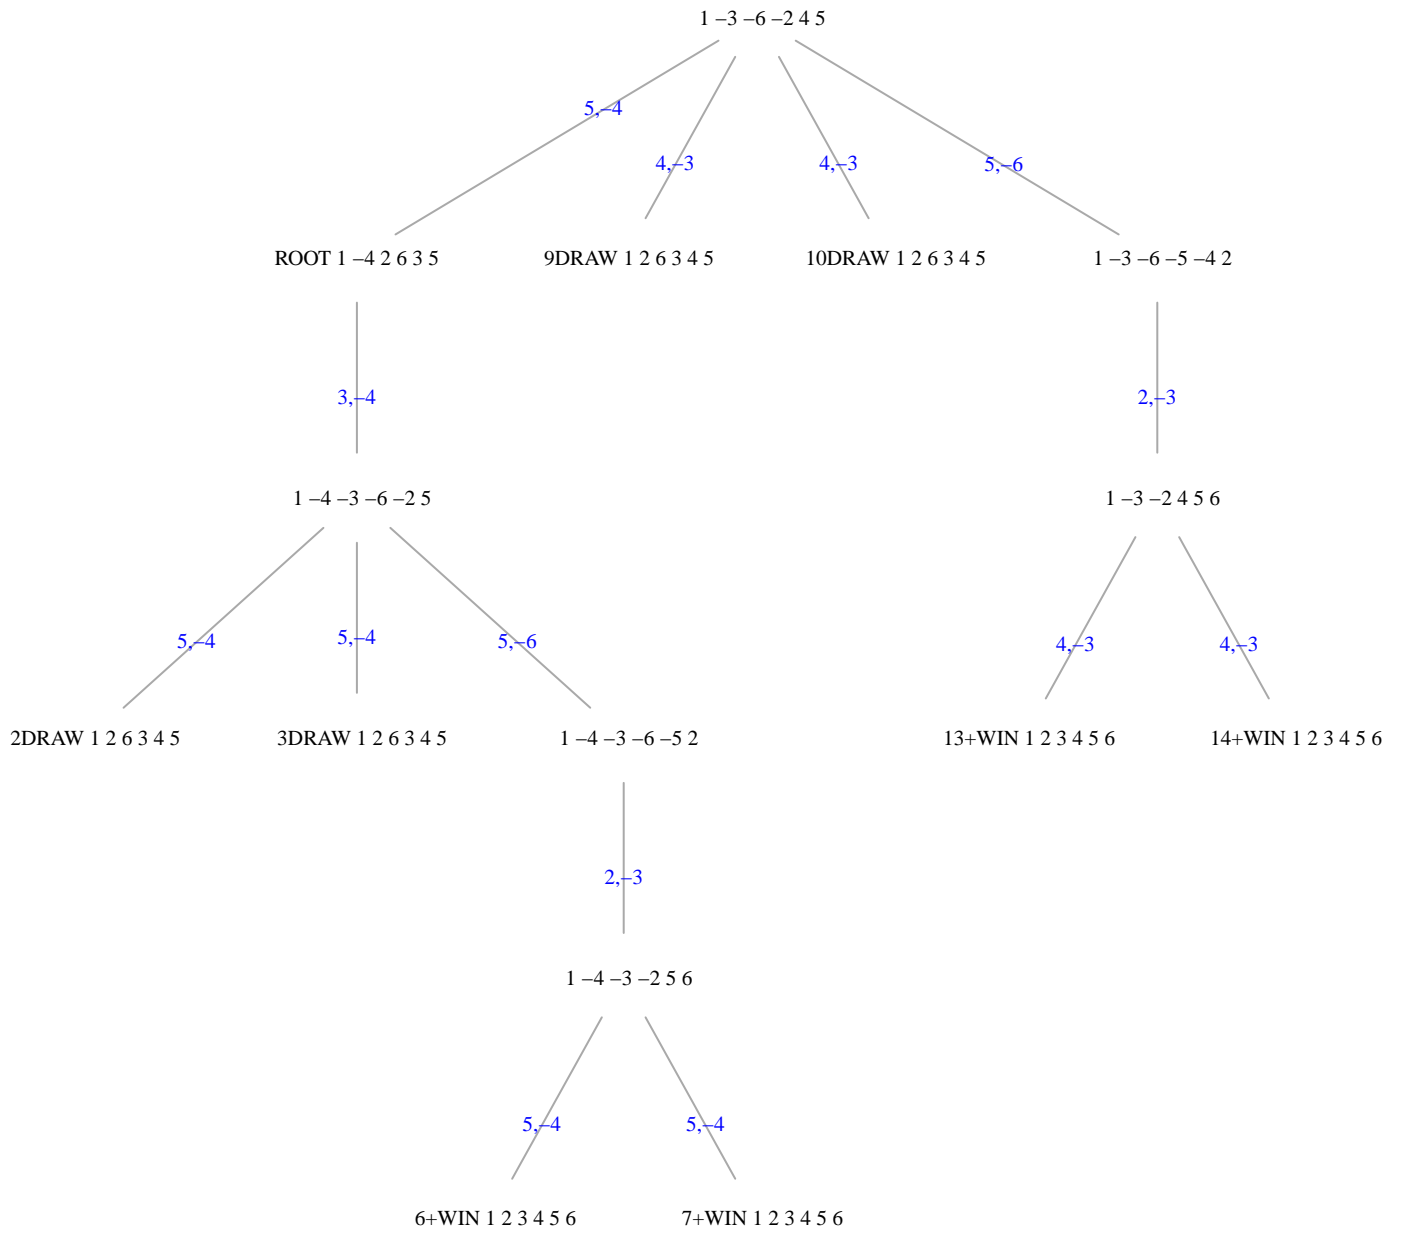 1 –3 –6 –2 4 5
5,–4
4,–3
4,–3
5,–6
ROOT 1 –4 2 6 3 5
9DRAW 1 2 6 3 4 5
10DRAW 1 2 6 3 4 5
1 –3 –6 –5 –4 2
3,–4
2,–3
1 –4 –3 –6 –2 5
1 –3 –2 4 5 6
5,–4
5,–4
5,–6
4,–3
4,–3
2DRAW 1 2 6 3 4 5
3DRAW 1 2 6 3 4 5
1 –4 –3 –6 –5 2
13+WIN 1 2 3 4 5 6
14+WIN 1 2 3 4 5 6
2,–3
1 –4 –3 –2 5 6
5,–4
5,–4
6+WIN 1 2 3 4 5 6
7+WIN 1 2 3 4 5 6